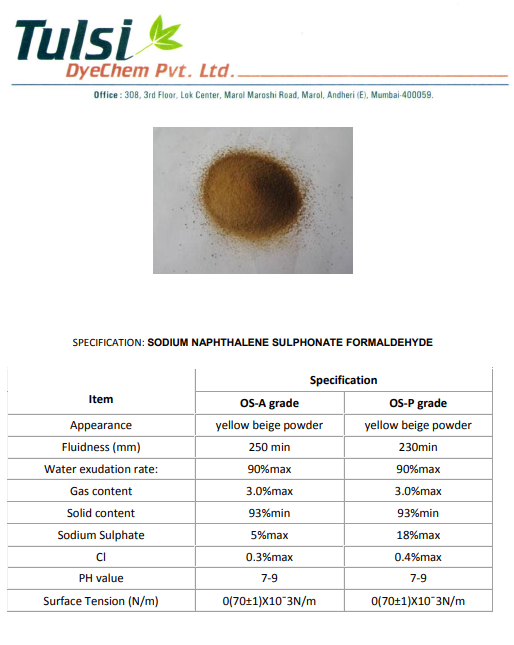 Tulsi
DyeChem Pvt. Ltd.
Office : 308, 3rd Floor, Lok Center, Marol Maroshi Road, Marol, Andheri (E), Mumbai-400059.
SPECIFICATION: SODIUM NAPHTHALENE SULPHONATE FORMALDEHYDE
Item Specification
OS-A grade OS-P grade
Appearance yellow beige powder yellow beige powder
Fluidness (mm) 250 min 230min
Water exudation rate: 90%max 90%max
Gas content 3.0%max 3.0%max
Solid content 93%min 93%min
Sodium Sulphate 5%max 18%max
Cl 0.3%max 0.4%max
PH value 7-9 7-9
Surface Tension (N/m) 0(70±1)X10ˉ3N/m 0(70±1)X10ˉ3N/m